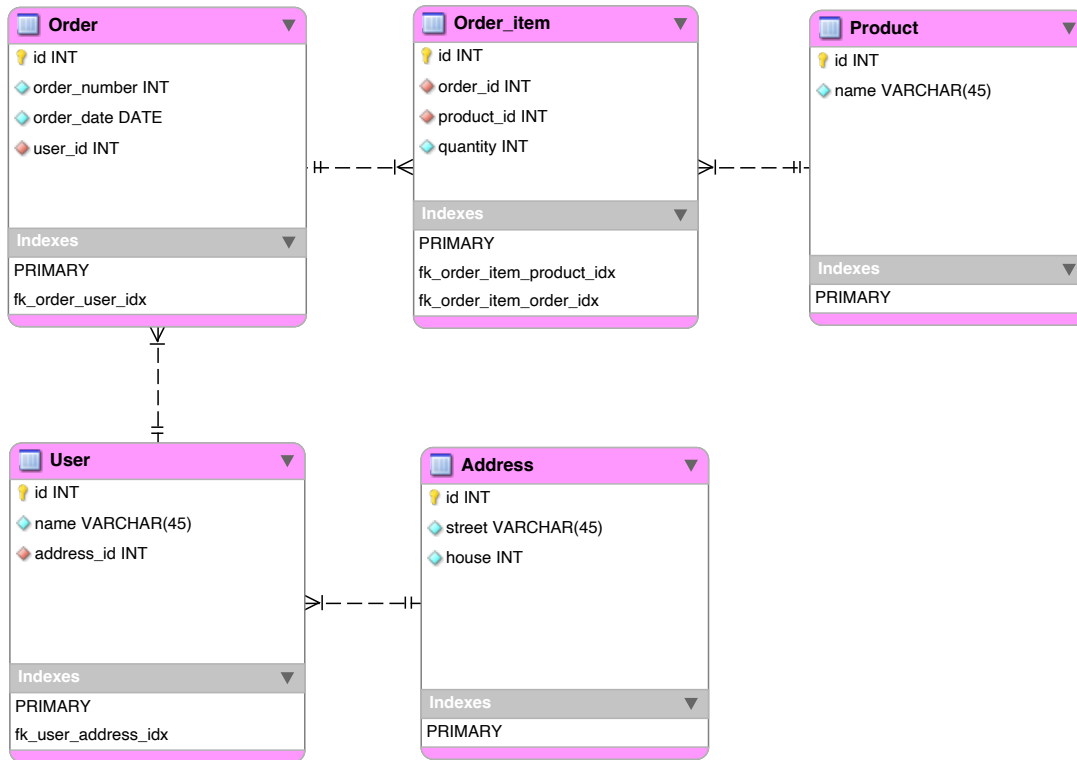 Order
id INT
order_number INT
order_date DATE
user_id INT
Indexes
PRIMARY
fk_order_user_idx
Order_item
id INT
order_id INT
product_id INT
quantity INT
Indexes
PRIMARY
fk_order_item_product_idx
fk_order_item_order_idx
Product
id INT
name VARCHAR(45)
Indexes
PRIMARY
User
id INT
name VARCHAR(45)
address_id INT
Indexes
PRIMARY
fk_user_address_idx
Address
id INT
street VARCHAR(45)
house INT
Indexes
PRIMARY